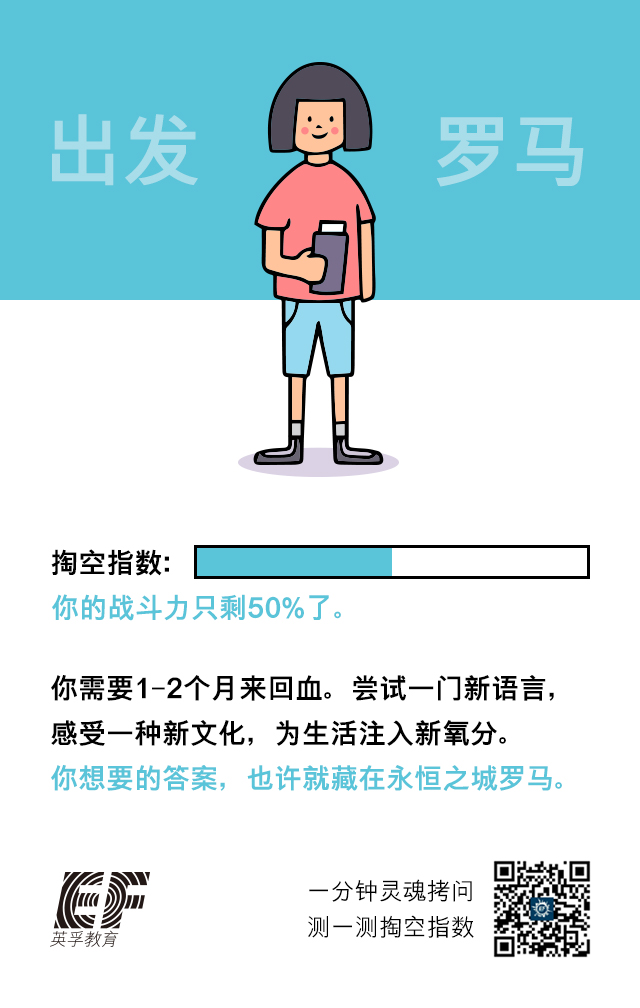 出发 罗马
掏空指数:
你的战斗力只剩50%了。
你需要1-2个月来回血。尝试一门新语言，
感受一种新文化，为生活注入新氧分。
你想要的答案，也许就藏在永恒之城罗马。
EF
英孚教育
一分钟灵魂拷问
测一测掏空指数